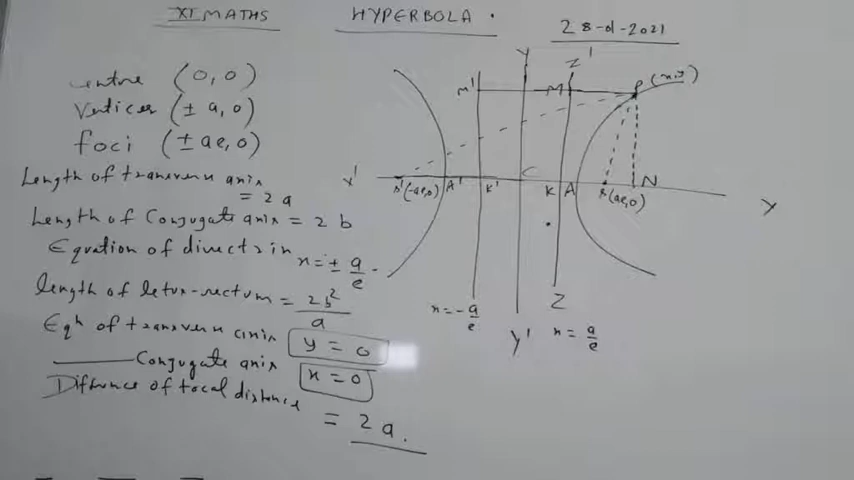 XI MATHS HYPERBOLA . 28-01-2021
centre (0,0)
Vertices (± a, 0)
foci (± ae, 0)
Length of transverse axis
= 2a
Length of Conjugate axis = 2b
Equation of directrix x = ± a/e
length of letus-rectum = 2b²/a
Eqn of transverse axis y = 0
Conjugate axis x = 0
Difference of focal distance
= 2a.
Y
Z'
M' M P(x,y)
X' S'(-ae,0) A' K' C K A S(ae,0) N
Y
x = -a/e
Z
Y' x = a/e